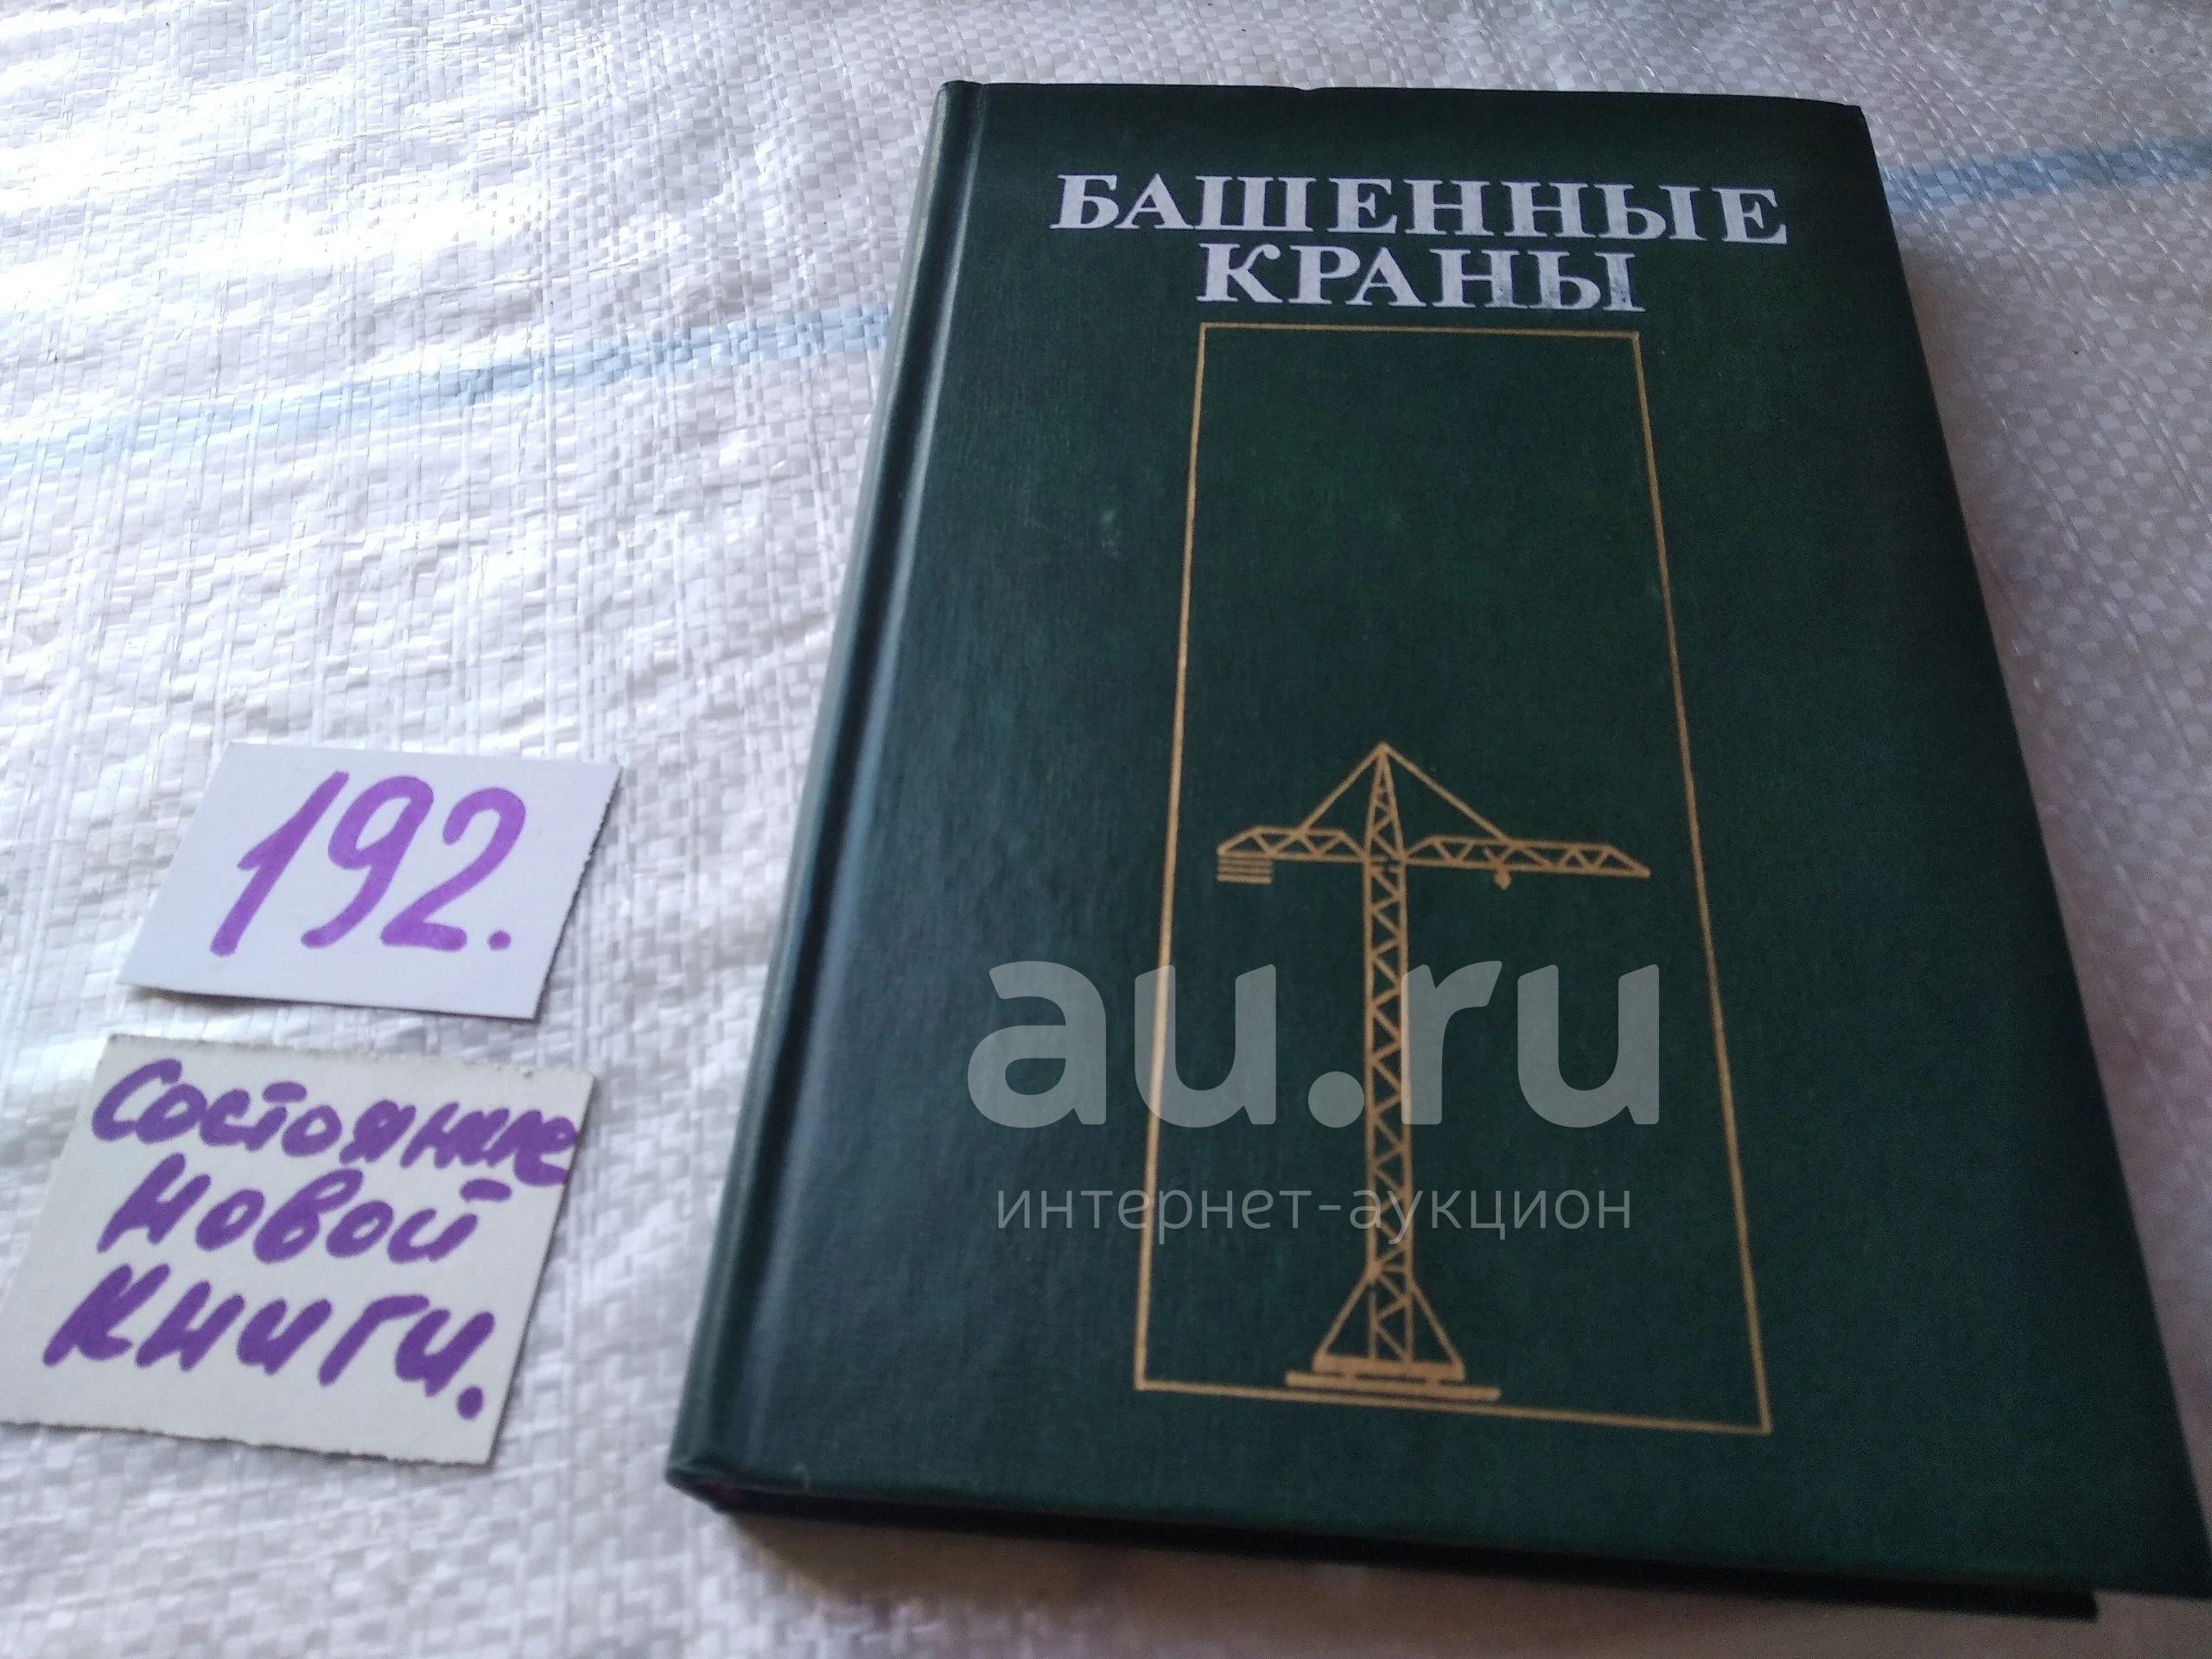 БАШЕННЫЕ
КРАНЫ
192.
Состояние
новой
книги.
au.ru
интернет-аукцион